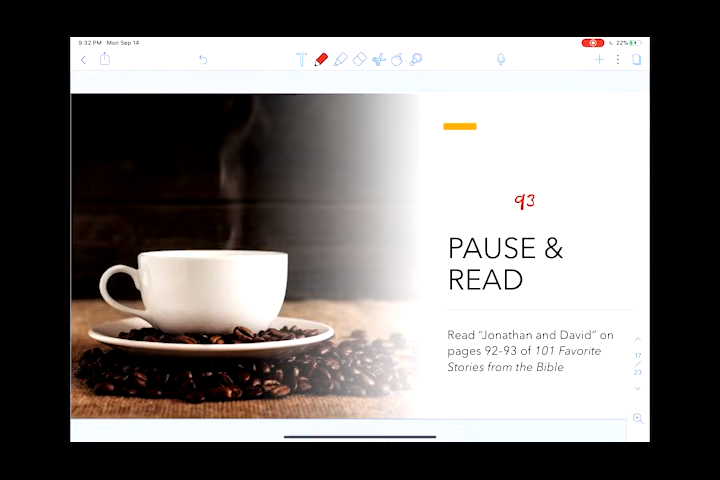 9:32 PM Mon Sep 14
22%
T
93
PAUSE &
READ
Read “Jonathan and David” on
pages 92-93 of 101 Favorite
Stories from the Bible
17
/
23